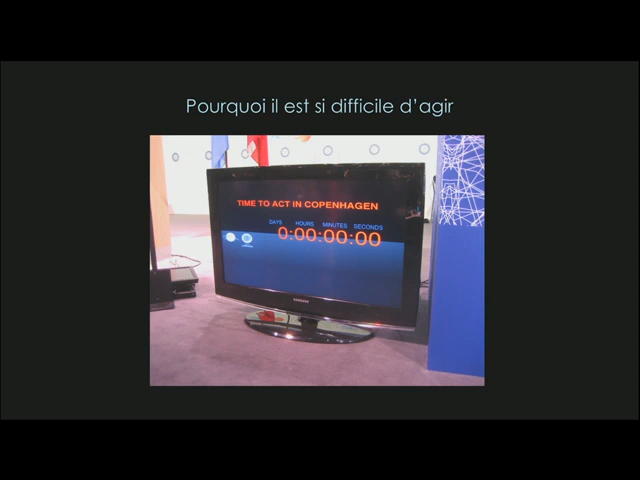 Pourquoi il est si difficile d'agir
TIME TO ACT IN COPENHAGEN
DAYS HOURS MINUTES SECONDS
0:00:00:00
SAMSUNG